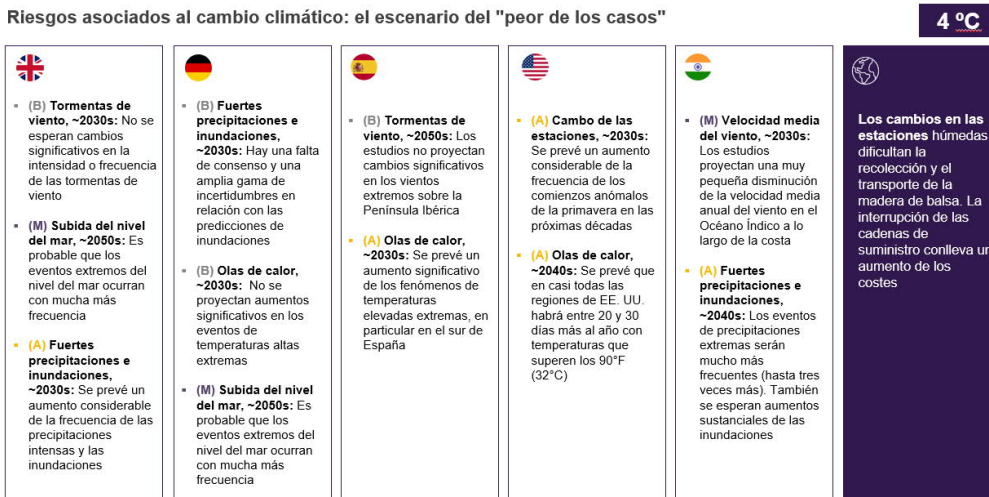 Riesgos asociados al cambio climático: el escenario del "peor de los casos"
4 ºC
(B) Tormentas de
viento, ~2030s: No se
esperan cambios
significativos en la
intensidad o frecuencia
de las tormentas de
viento
(M) Subida del nivel
del mar, ~2050s: Es
probable que los
eventos extremos del
nivel del mar ocurran
con mucha más
frecuencia
(A) Fuertes
precipitaciones e
inundaciones,
~2030s: Se prevé un
aumento considerable
de la frecuencia de las
precipitaciones
intensas y las
inundaciones
(B) Fuertes
precipitaciones e
inundaciones,
~2030s: Hay una falta
de consenso y una
amplia gama de
incertidumbres en
relación con las
predicciones de
inundaciones
(B) Olas de calor,
~2030s: No se
proyectan aumentos
significativos en los
eventos de
temperaturas altas
extremas
(M) Subida del nivel
del mar, ~2050s: Es
probable que los
eventos extremos del
nivel del mar ocurran
con mucha más
frecuencia
(B) Tormentas de
viento, ~2050s: Los
estudios no proyectan
cambios significativos
en los vientos
extremos sobre la
Península Ibérica
(A) Olas de calor,
~2030s: Se prevé un
aumento significativo
de los fenómenos de
temperaturas
elevadas extremas, en
particular en el sur de
España
(A) Cambo de las
estaciones, ~2030s:
Se prevé un aumento
considerable de la
frecuencia de los
comienzos anómalos
de la primavera en las
próximas décadas
(A) Olas de calor,
~2040s: Se prevé que
en casi todas las
regiones de EE. UU.
habrá entre 20 y 30
días más al año con
temperaturas que
superen los 90°F
(32°C)
(M) Velocidad media
del viento, ~2030s:
Los estudios
proyectan una muy
pequeña disminución
de la velocidad media
anual del viento en el
Océano Índico a lo
largo de la costa
(A) Fuertes
precipitaciones e
inundaciones,
~2040s: Los eventos
de precipitaciones
extremas serán
mucho más
frecuentes (hasta tres
veces más). También
se esperan aumentos
sustanciales de las
inundaciones
Los cambios en las
estaciones húmedas
dificultan la
recolección y el
transporte de la
madera de balsa. La
interrupción de las
cadenas de
suministro conlleva un
aumento de los
costes